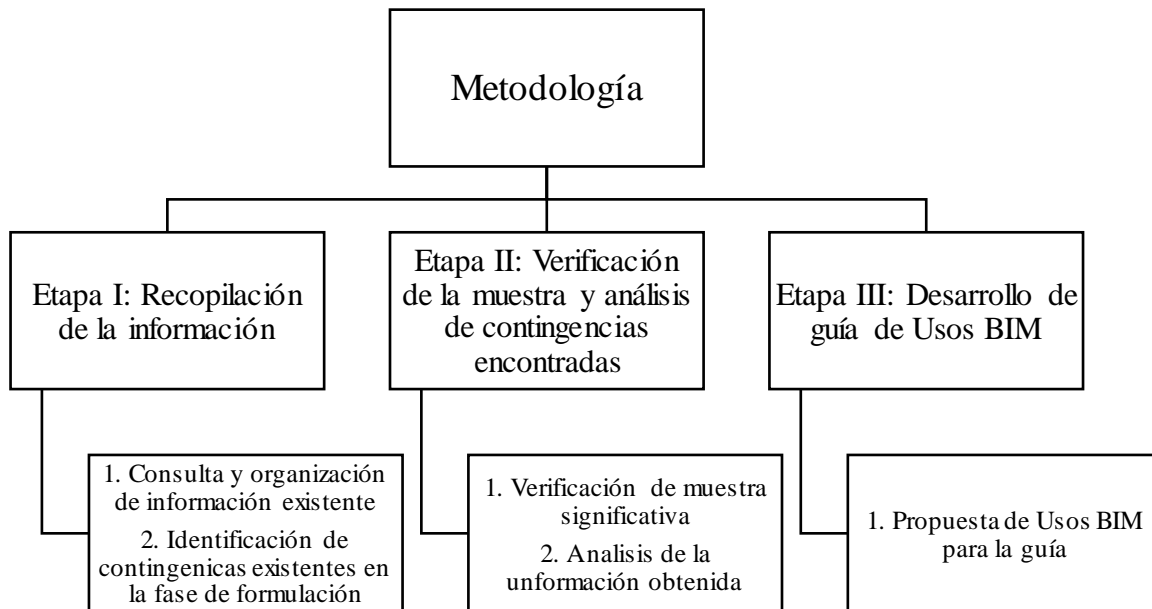 Metodología
Etapa I: Recopilación
de la información
Etapa II: Verificación
de la muestra y análisis
de contingencias
encontradas
Etapa III: Desarrollo de
guía de Usos BIM
1. Consulta y organización
de información existente
2. Identificación de
contingenicas existentes en
la fase de formulación
1. Verificación de muestra
significativa
2. Analisis de la
unformación obtenida
1. Propuesta de Usos BIM
para la guía